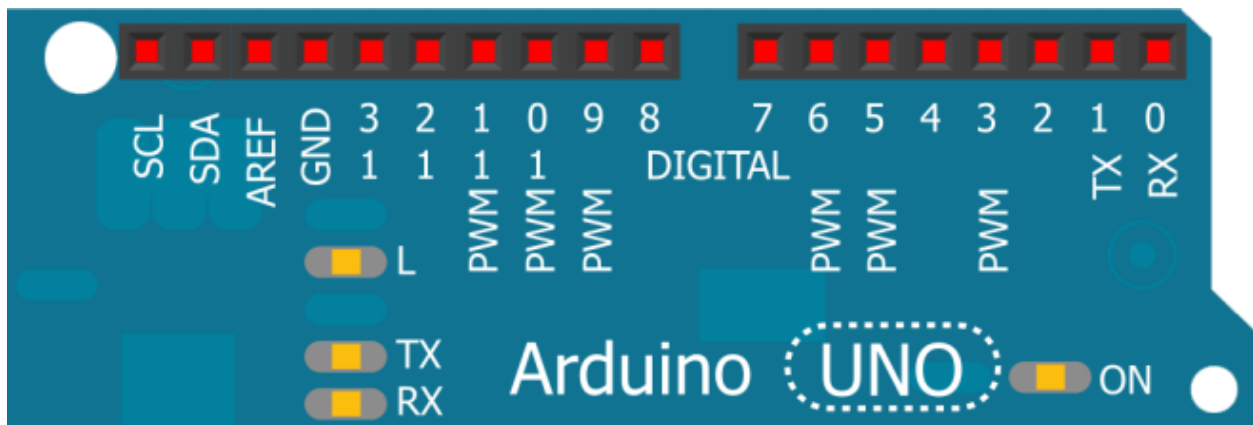 SCL SDA AREF GND 13 12 11 10 9 8 7 6 5 4 3 2 1 0
DIGITAL TX RX
PWM PWM PWM PWM PWM PWM
L
TX
RX
Arduino UNO ON